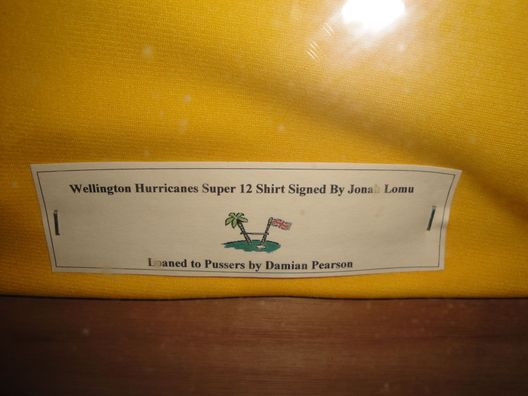 Wellington Hurricanes Super 12 Shirt Signed By Jonah Lomu
Loaned to Pussers by Damian Pearson